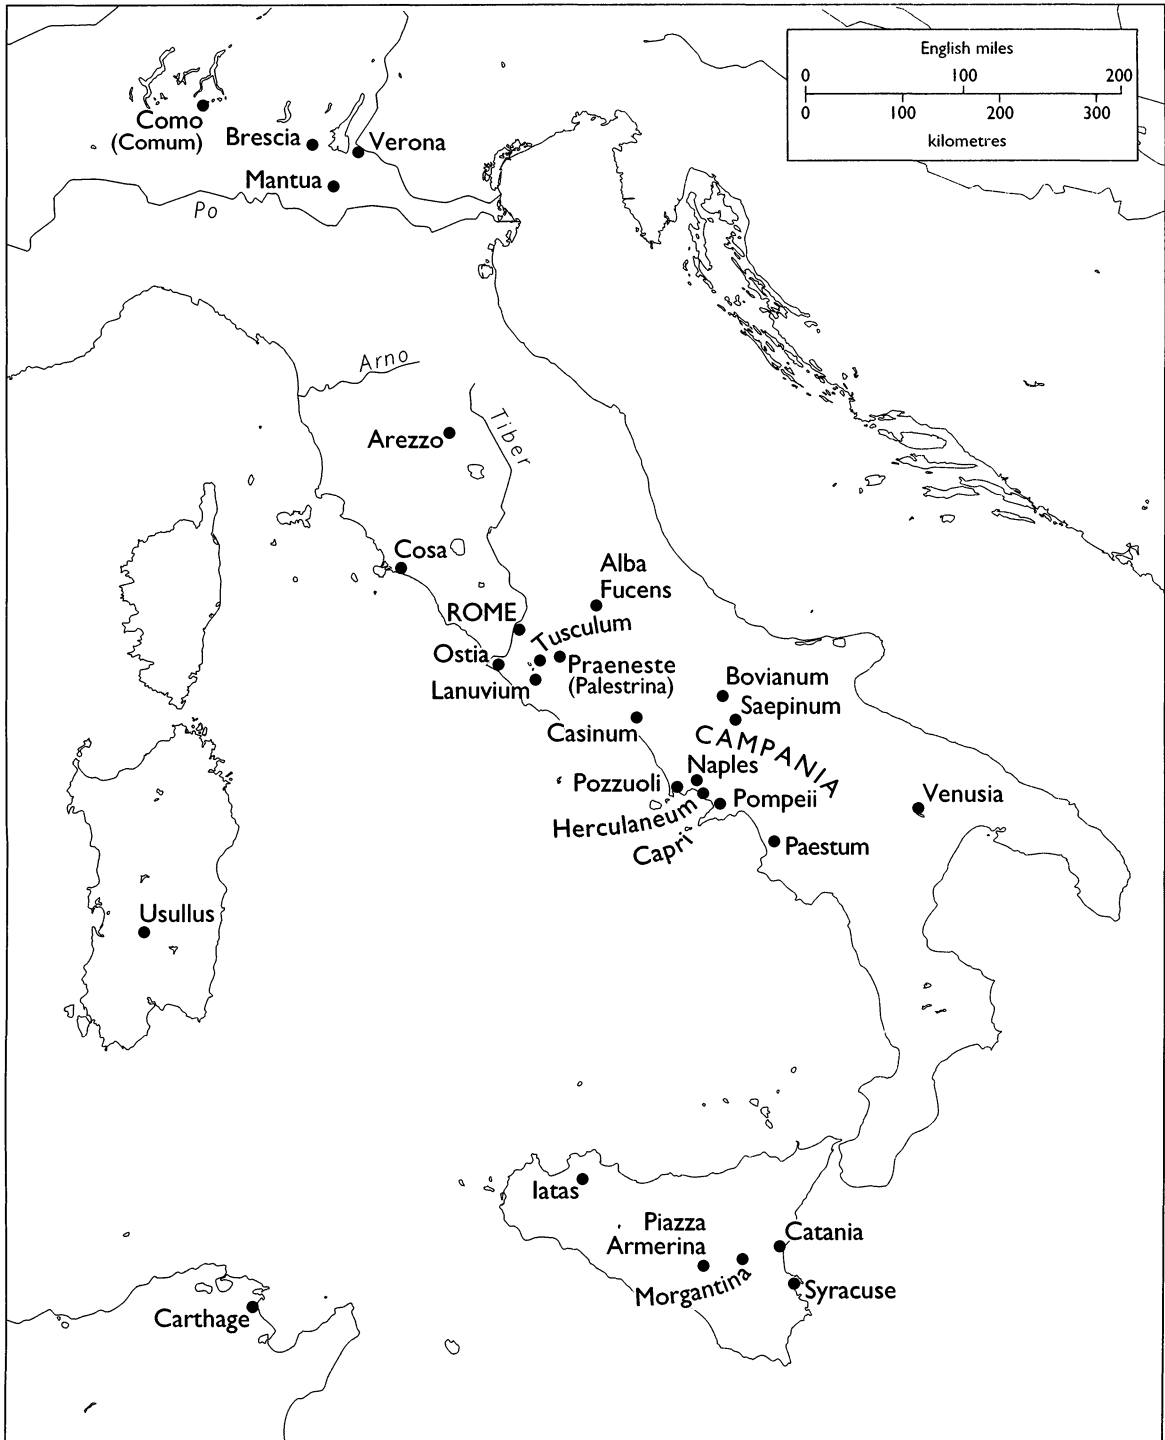 English miles
0 100 200
100 200 300
kilometres
Como
(Comum)
Brescia
Verona
Mantua
Po
Arno
Tiber
Arezzo
Cosa
Alba
Fucens
ROME
Tusculum
Ostia
Praeneste
(Palestrina)
Lanuvium
Bovianum
Saepinum
Casinum
CAMPANIA
Naples
Pozzuoli
Pompeii
Venusia
Herculaneum
Capri
Paestum
Usullus
Iatas
Piazza
Armerina
Catania
Morgantina
Syracuse
Carthage